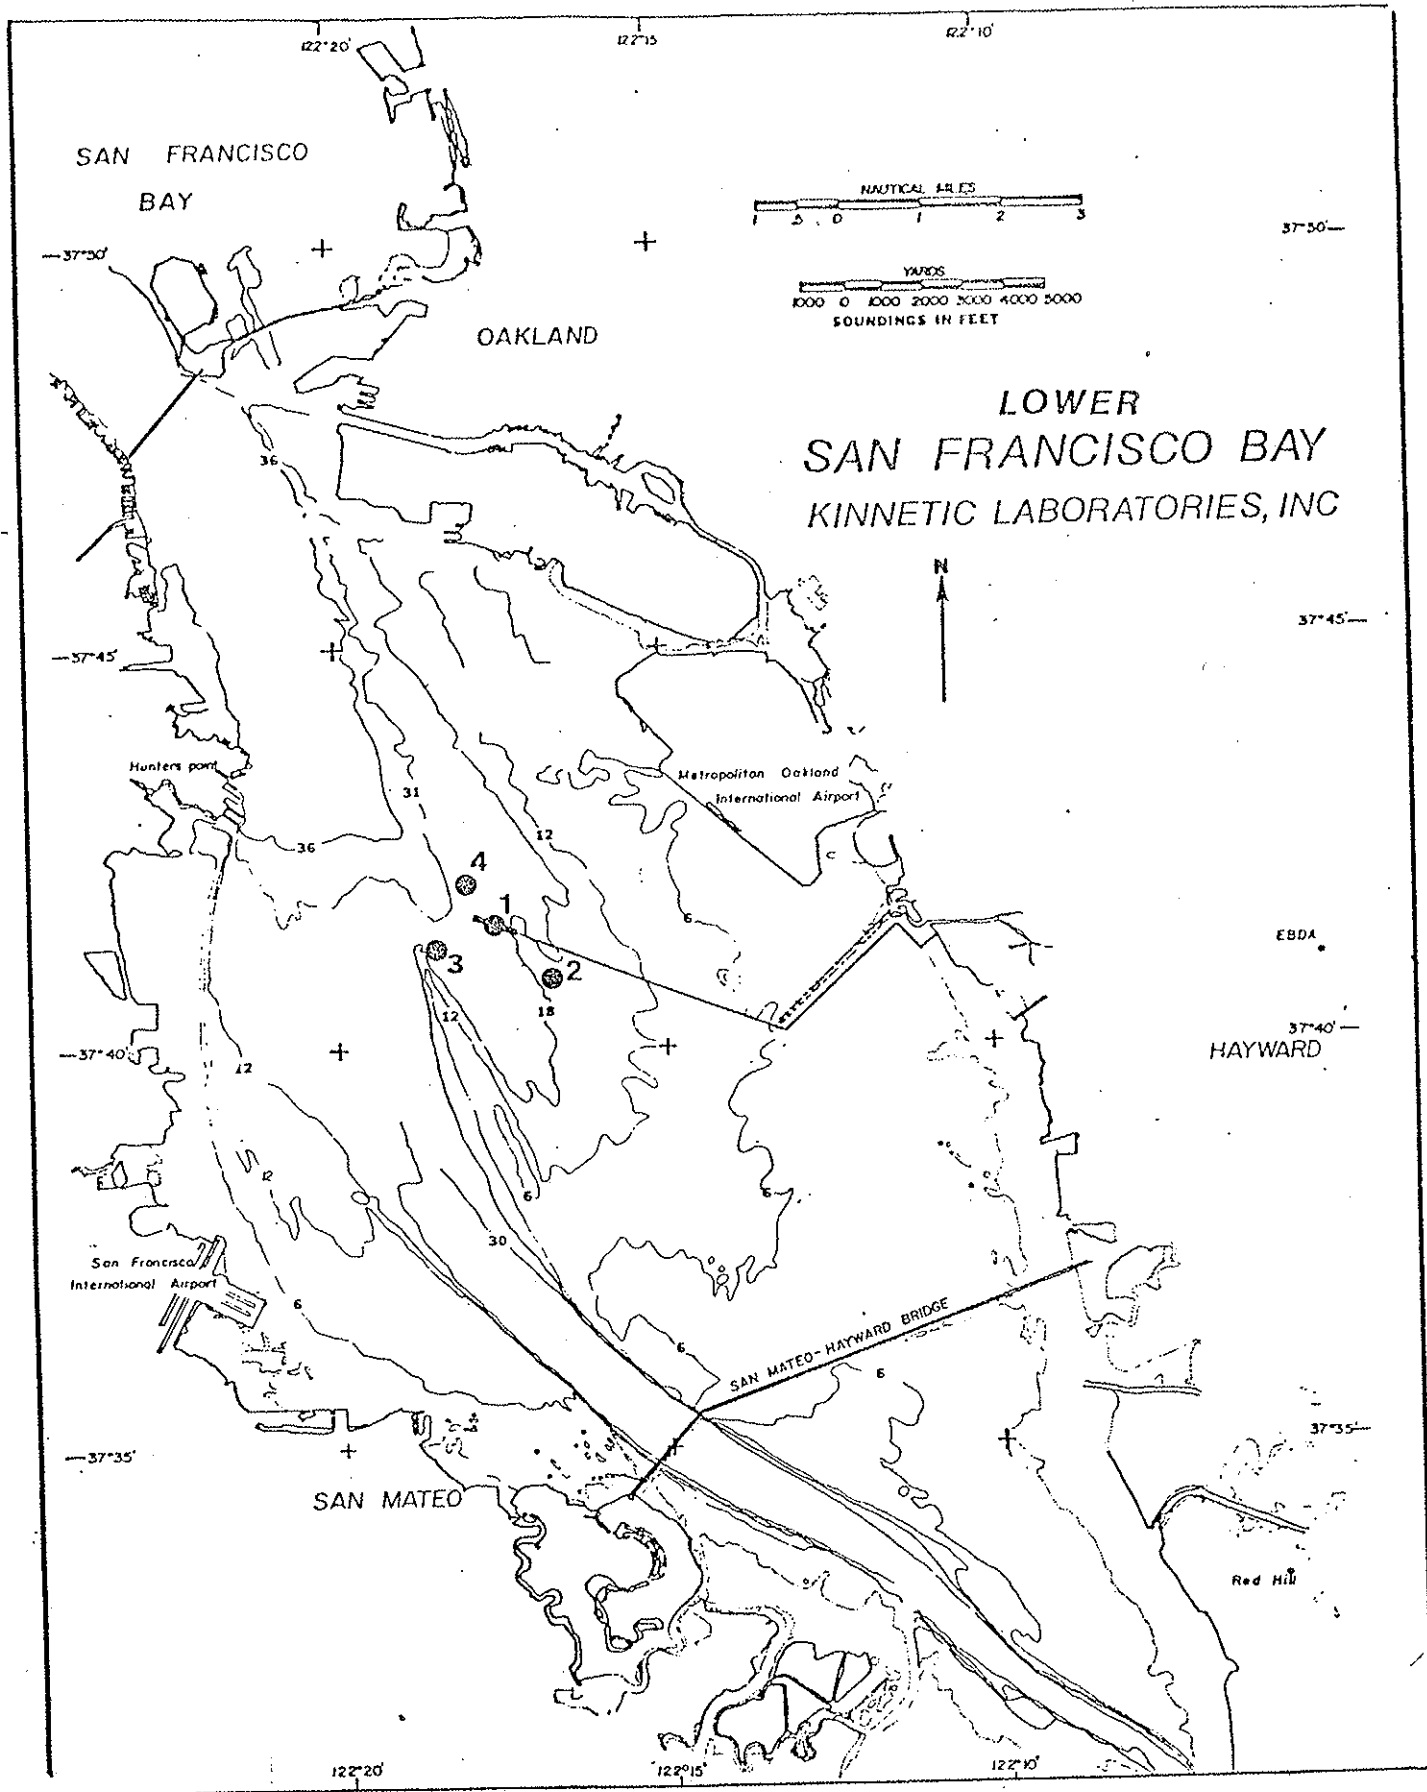 122°20'
122°15
122°10'
SAN FRANCISCO
BAY
NAUTICAL MILES
1 .5 0 1 2 3
37°50'
37°50'
YARDS
1000 0 1000 2000 3000 4000 5000
SOUNDINGS IN FEET
OAKLAND
LOWER
SAN FRANCISCO BAY
KINNETIC LABORATORIES, INC
36
N
37°45'
37°45'
Hunters point
Metropolitan Oakland
International Airport
31
12
36
4
1
6
EBDA
3
2
12
18
37°40'
37°40'
HAYWARD
12
12
6
6
30
San Francisco
International Airport
6
SAN MATEO-HAYWARD BRIDGE
6
6
37°35'
37°35'
SAN MATEO
Red Hill
122°20'
122°15'
122°10'